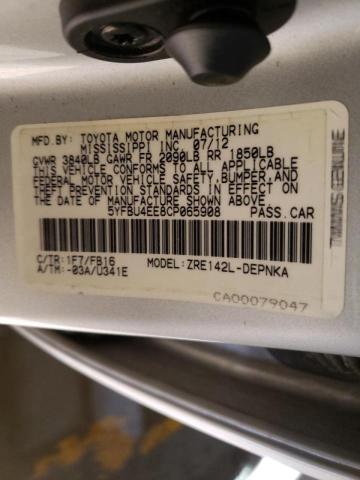 MFD.BY: TOYOTA MOTOR MANUFACTURING
MISSISSIPPI INC. 07/12
GVWR 3840LB GAWR FR 2090LB RR 1850LB
THIS VEHICLE CONFORMS TO ALL APPLICABLE
FEDERAL MOTOR VEHICLE SAFETY,BUMPER,AND
THEFT PREVENTION STANDARDS IN EFFECT ON
THE DATE OF MANUFACTURE SHOWN ABOVE.
5YFBU4EE8CP065908 PASS.CAR
C/TR:1F7/FB16 MODEL:ZRE142L-DEPNKA
A/TM:-03A/U341E
CA00079047
GENUINE